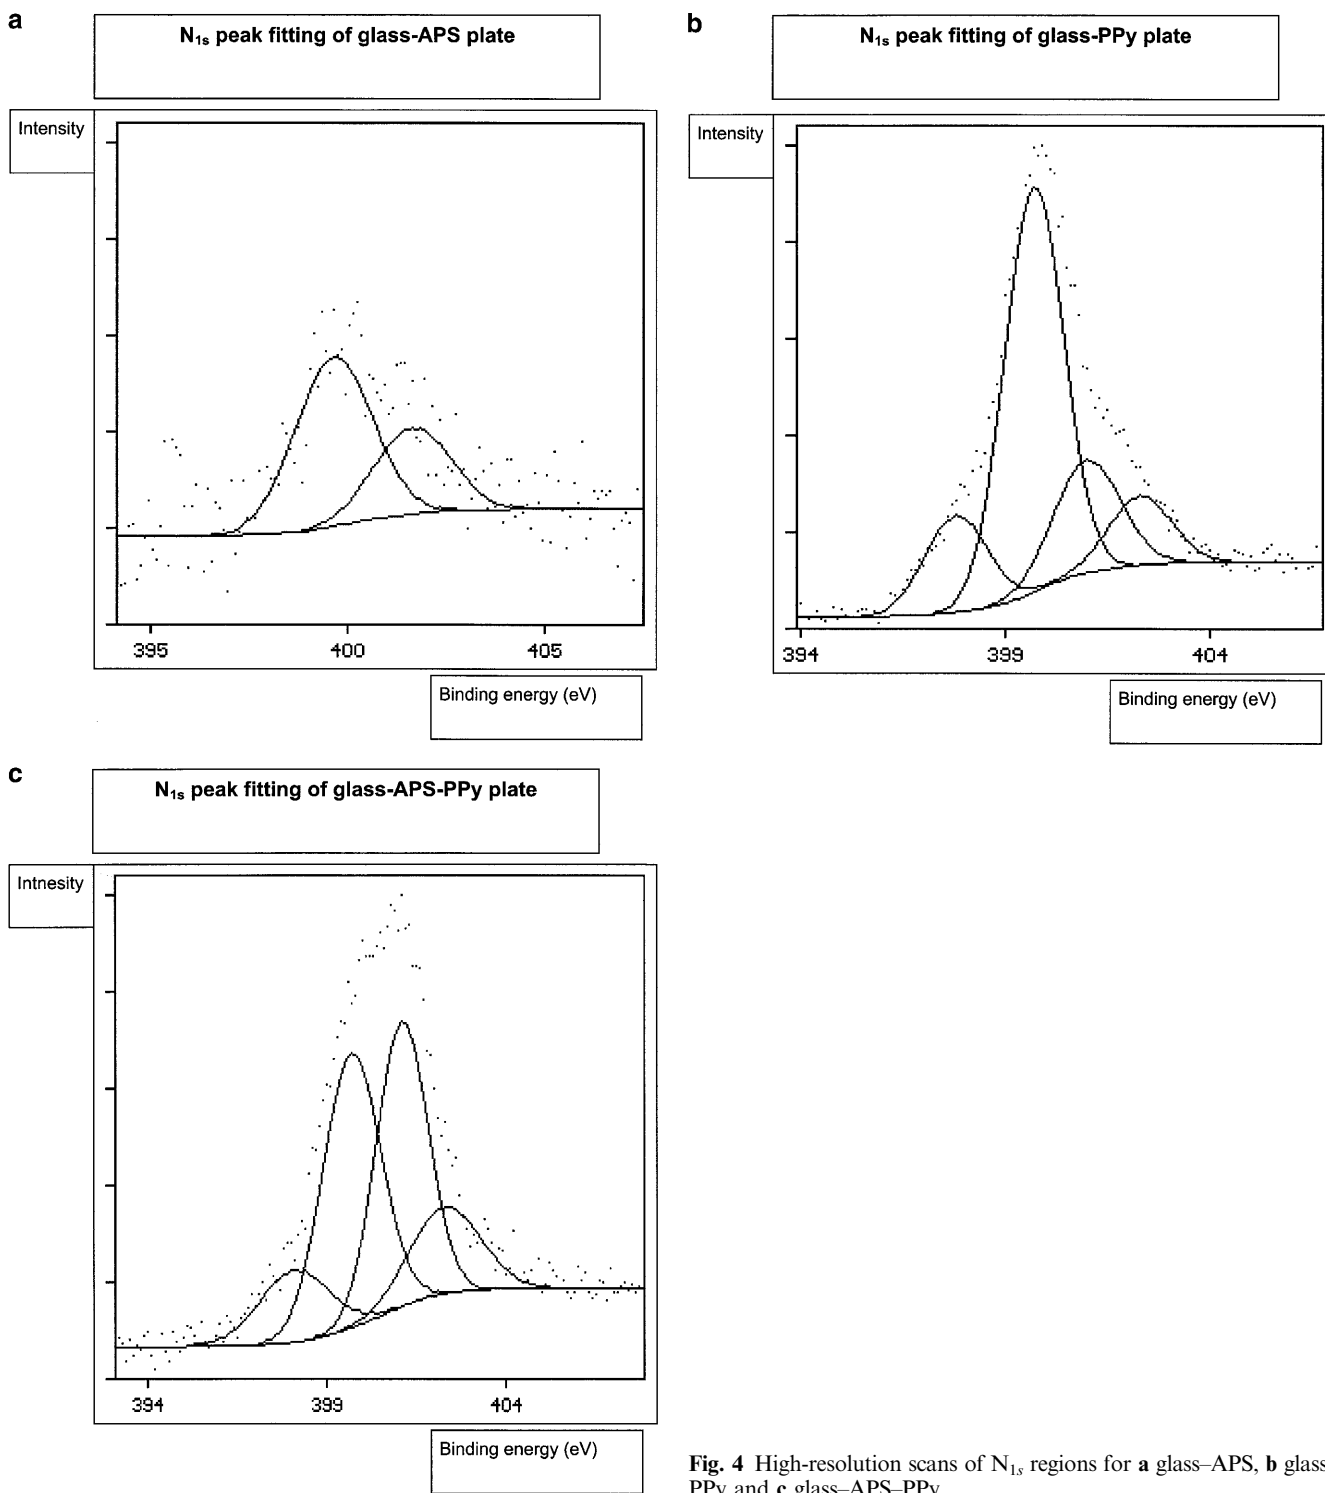 a
N1s peak fitting of glass-APS plate
Intensity
395 400 405
Binding energy (eV)
b
N1s peak fitting of glass-PPy plate
Intensity
394 399 404
Binding energy (eV)
c
N1s peak fitting of glass-APS-PPy plate
Intnesity
394 399 404
Binding energy (eV)
Fig. 4 High-resolution scans of N1s regions for a glass–APS, b glass
PPy and c glass–APS–PPy